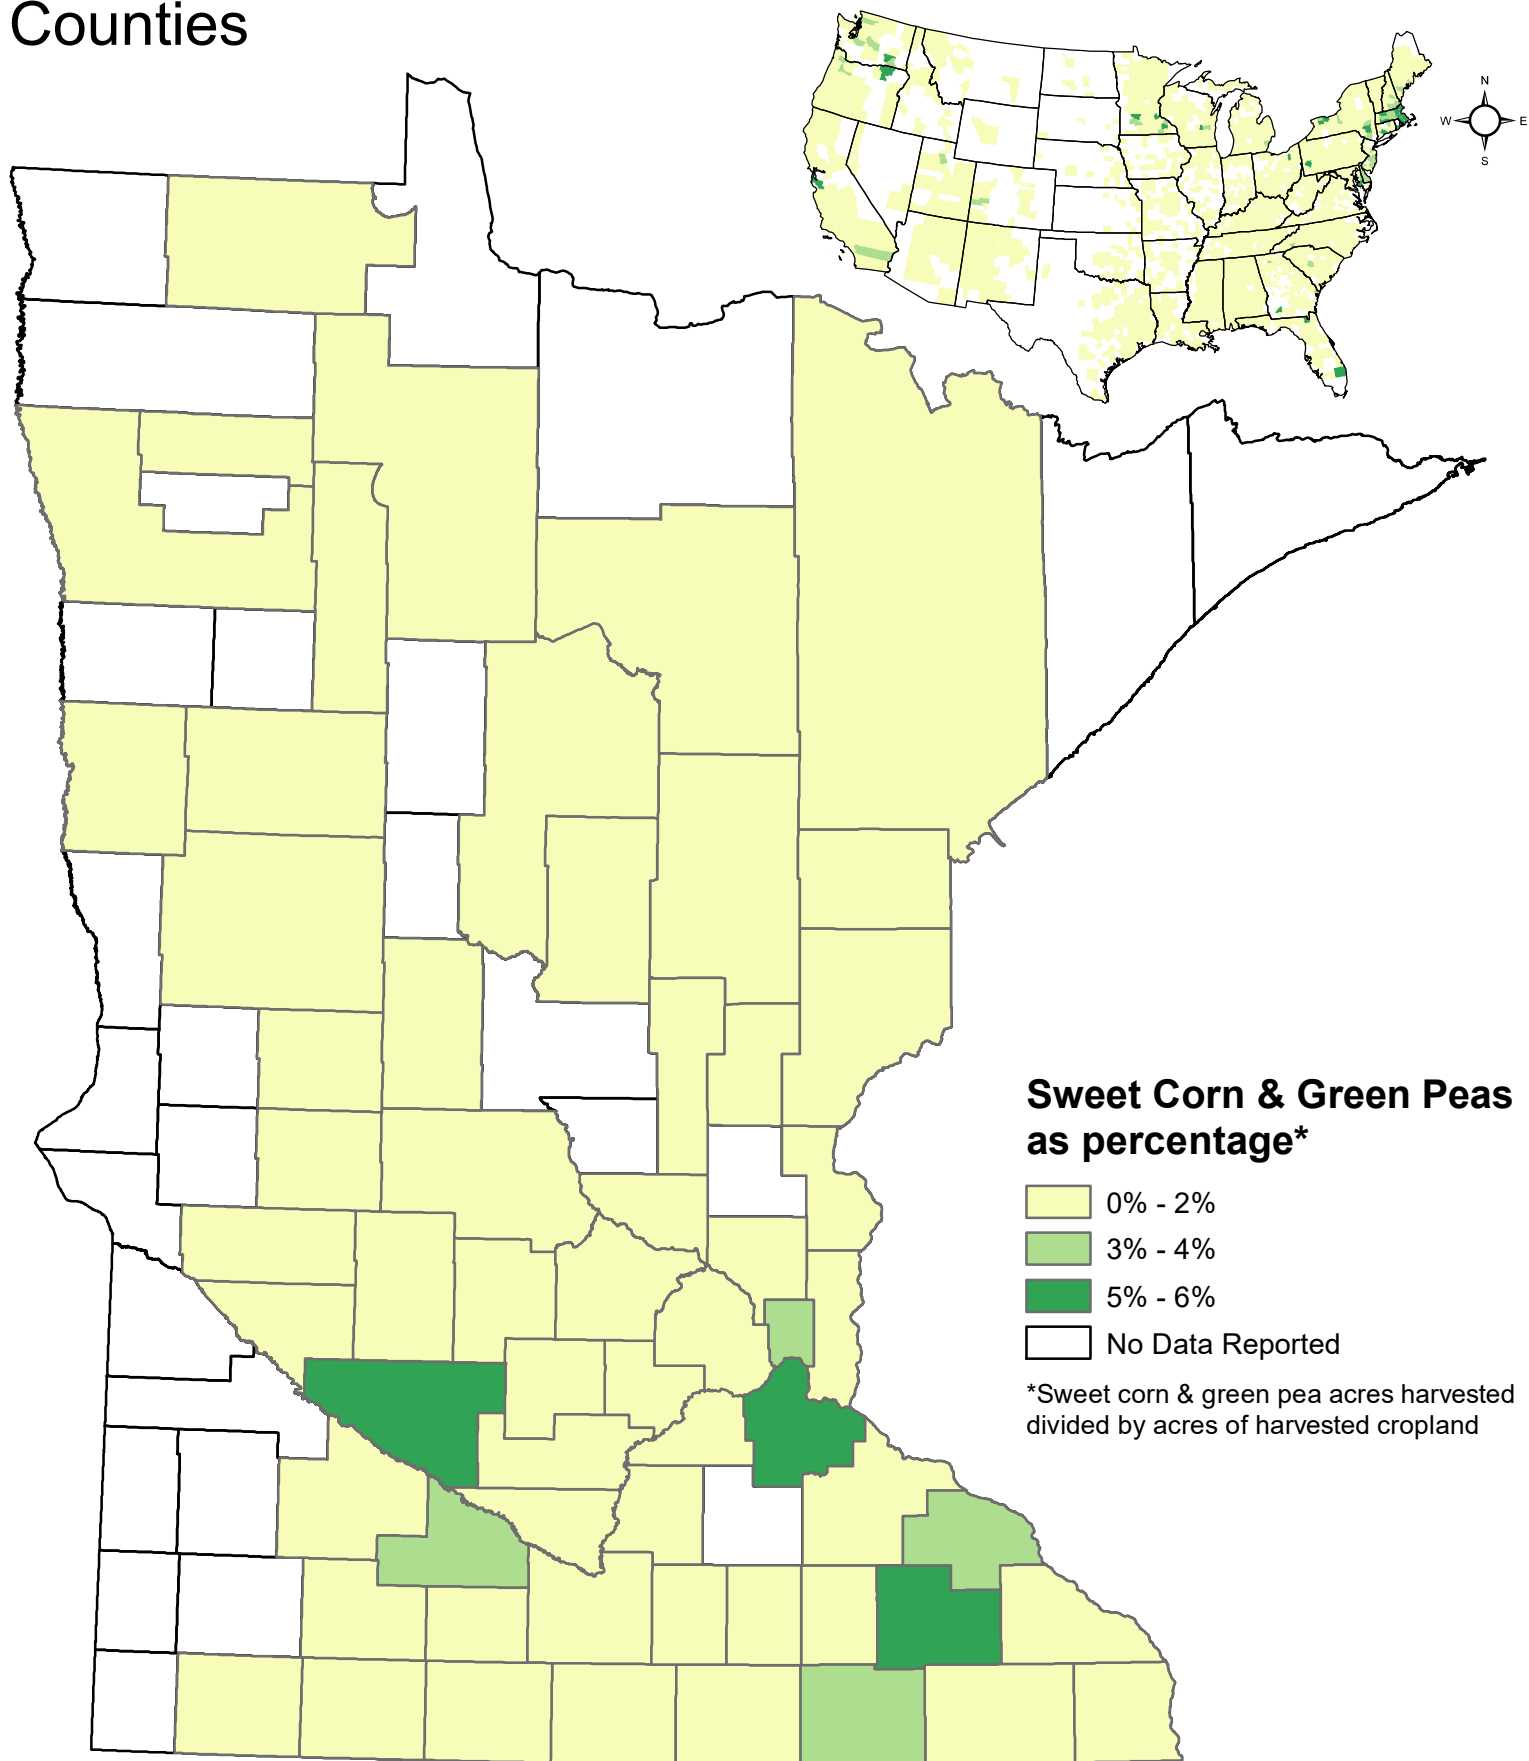 Counties
N
W
E
S
Sweet Corn & Green Peas
as percentage*
0% - 2%
3% - 4%
5% - 6%
No Data Reported
*Sweet corn & green pea acres harvested
divided by acres of harvested cropland